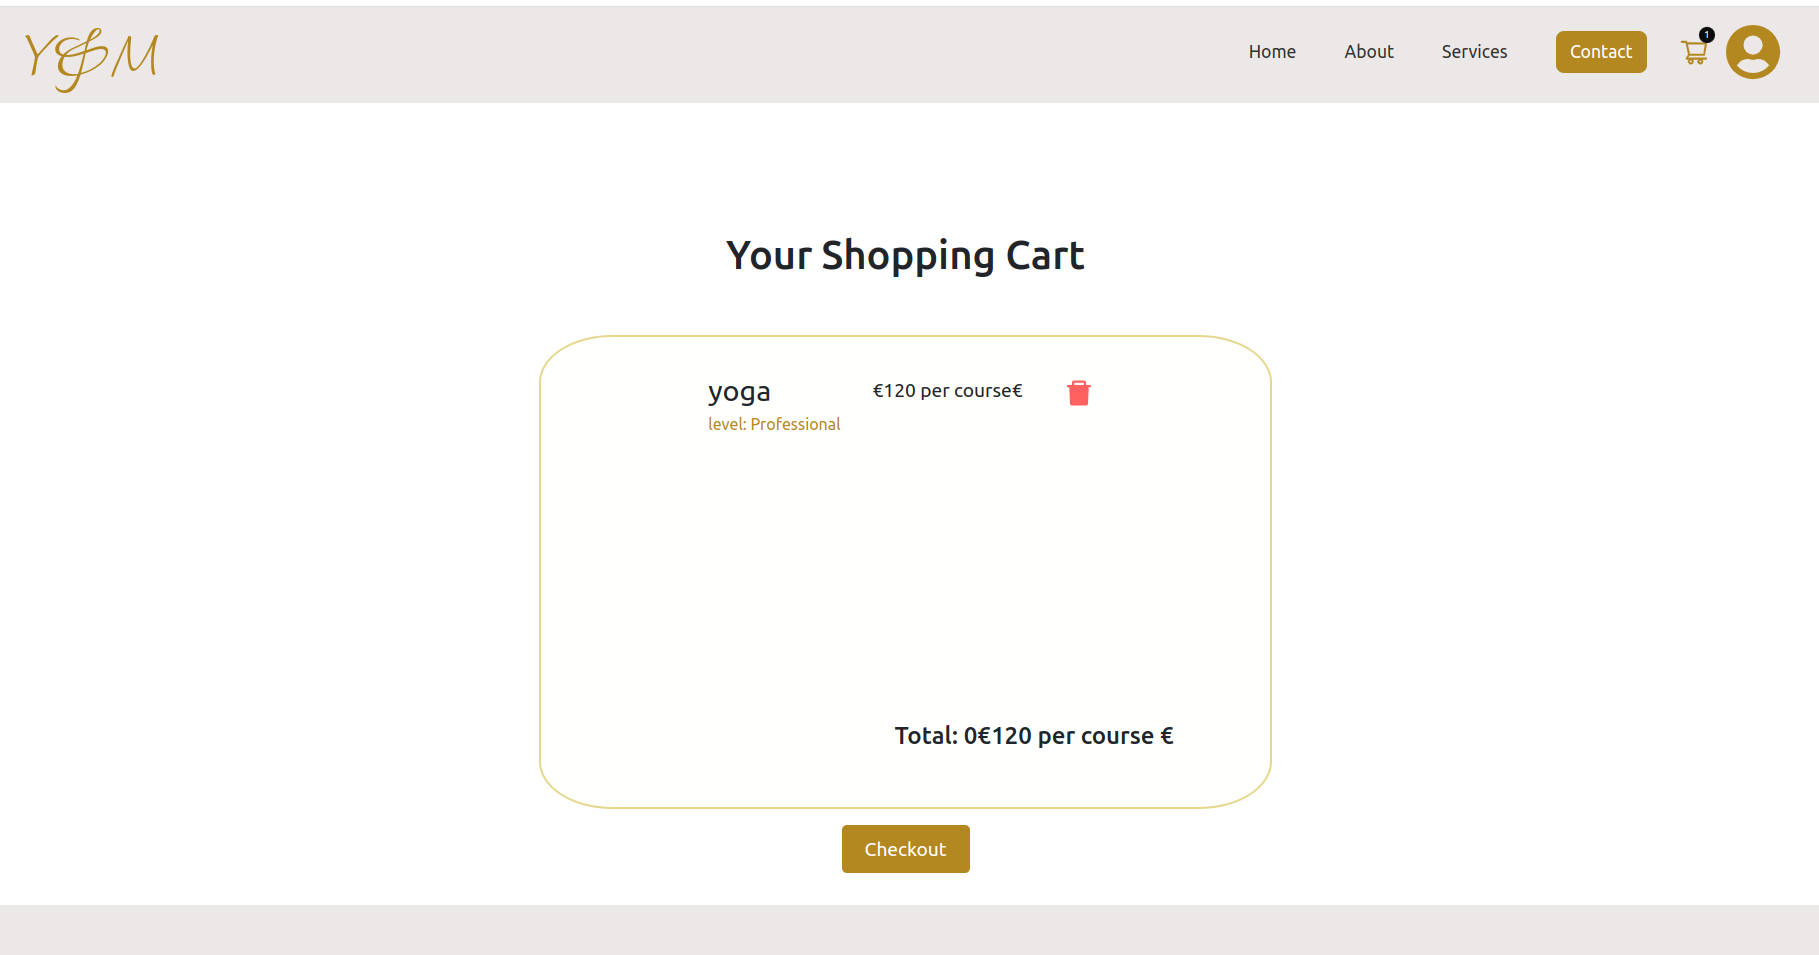 Y&M
Home About Services Contact 1
Your Shopping Cart
yoga €120 per course€
level: Professional
Total: 0€120 per course €
Checkout